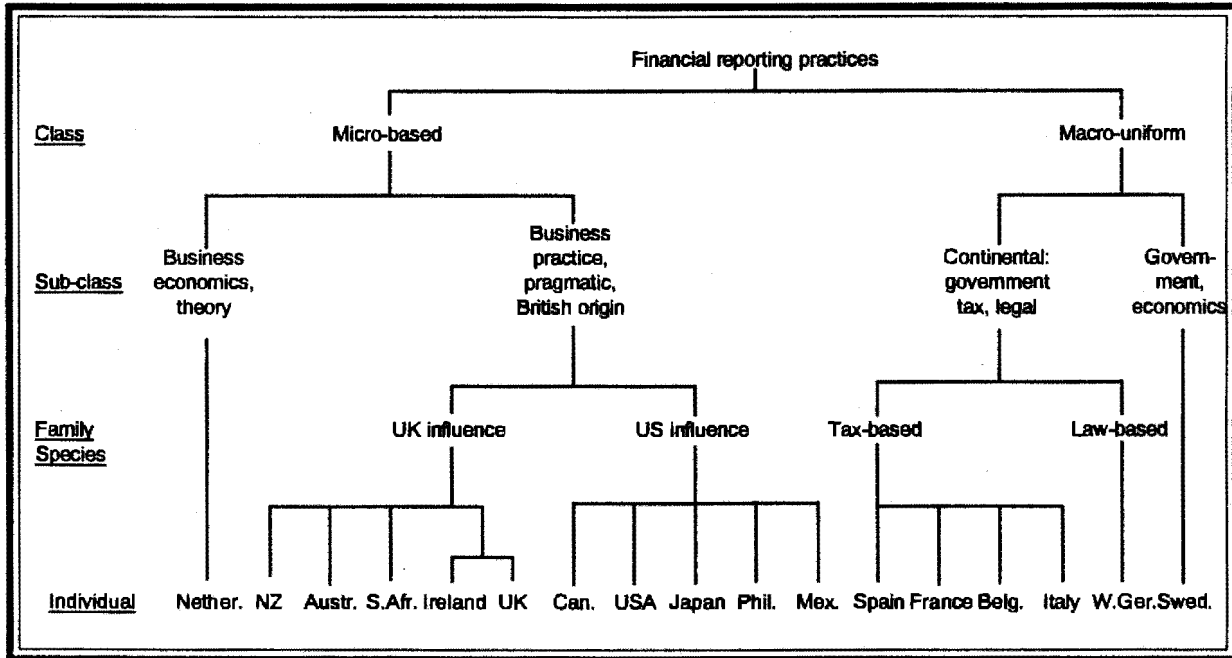 Financial reporting practices
Class
Micro-based
Macro-uniform
Sub-class
Business
economics,
theory
Business
practice,
pragmatic,
British origin
Continental:
government
tax, legal
Govern-
ment,
economics
Family
Species
UK influence
US influence
Tax-based
Law-based
Individual
Nether. NZ Austr. S.Afr. Ireland UK Can. USA Japan Phil. Mex. Spain France Belg. Italy W.Ger. Swed.